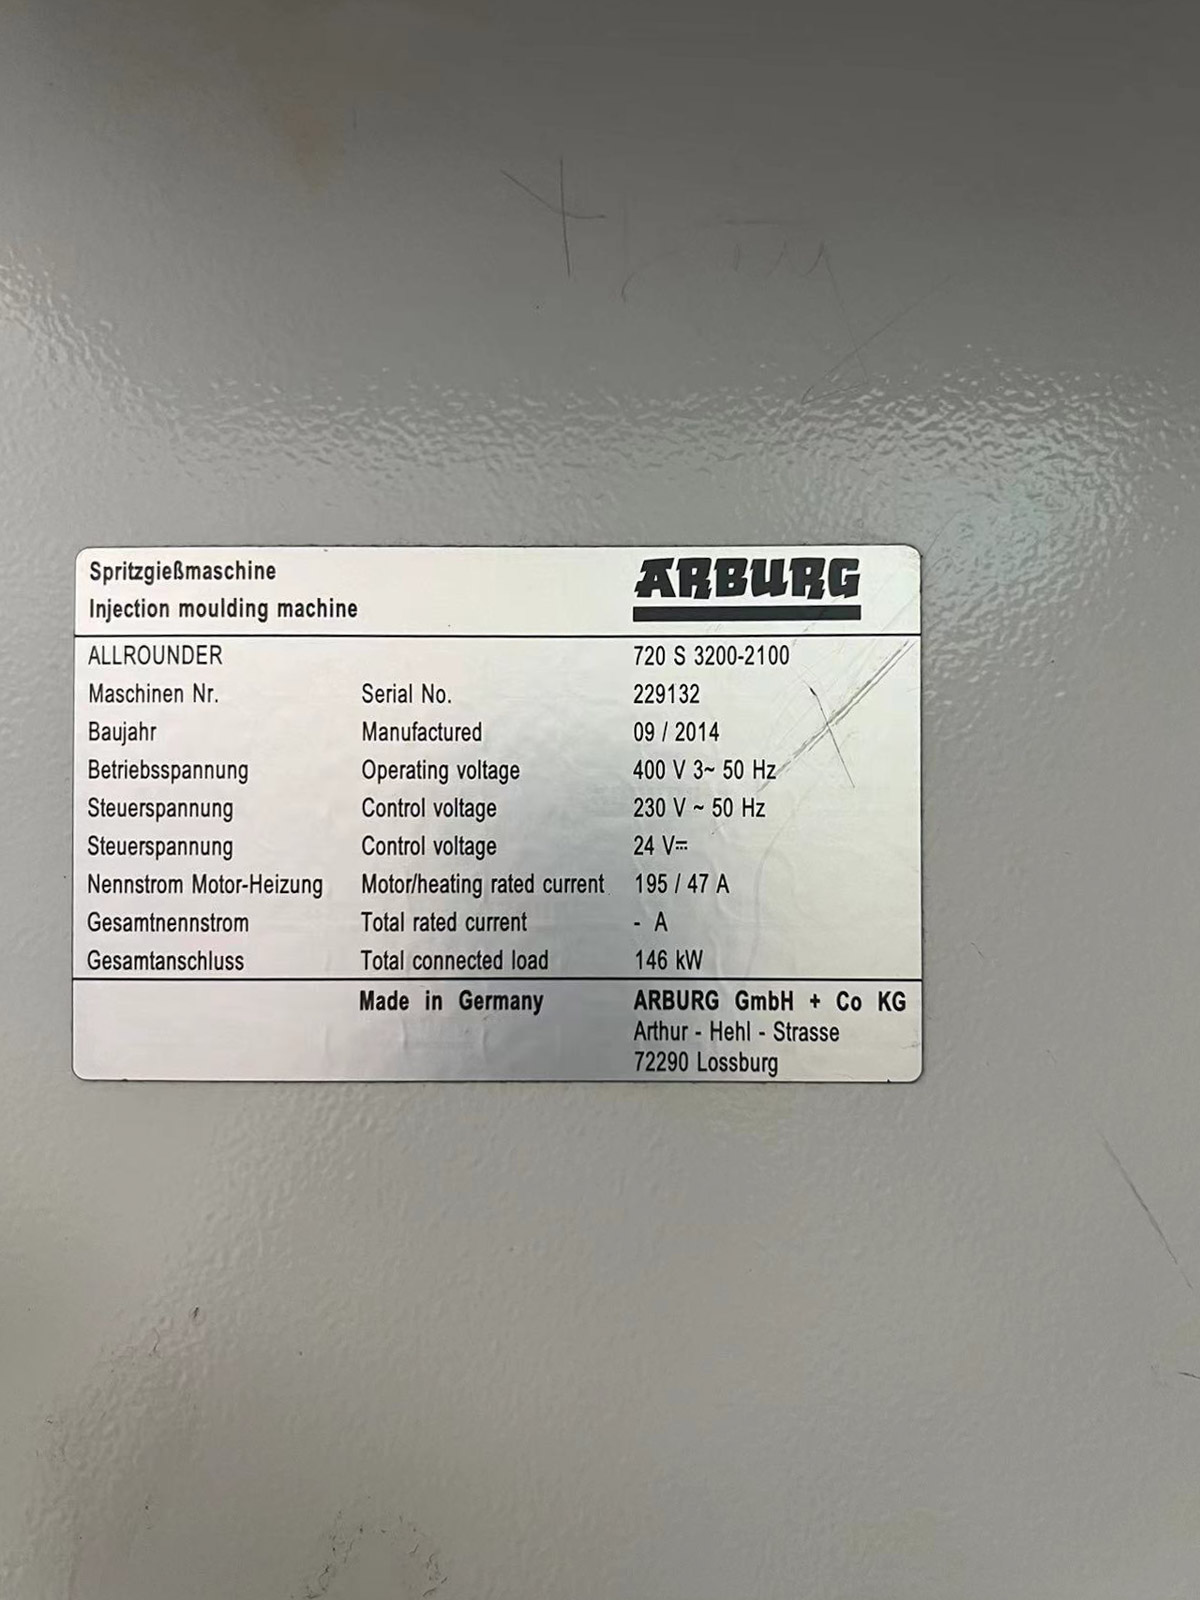 Spritzgießmaschine
Injection moulding machine
ARBURG
ALLROUNDER 720 S 3200-2100
Maschinen Nr. Serial No. 229132
Baujahr Manufactured 09 / 2014
Betriebsspannung Operating voltage 400 V 3~ 50 Hz
Steuerspannung Control voltage 230 V ~ 50 Hz
Steuerspannung Control voltage 24 V⎓
Nennstrom Motor-Heizung Motor/heating rated current 195 / 47 A
Gesamtnennstrom Total rated current - A
Gesamtanschluss Total connected load 146 kW
Made in Germany ARBURG GmbH + Co KG
Arthur - Hehl - Strasse
72290 Lossburg